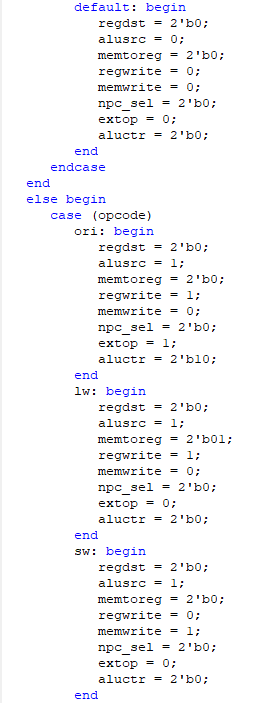 default: begin
regdst = 2'b0;
alusrc = 0;
memtoreg = 2'b0;
regwrite = 0;
memwrite = 0;
npc_sel = 2'b0;
extop = 0;
aluctr = 2'b0;
end
endcase
end
else begin
case (opcode)
ori: begin
regdst = 2'b0;
alusrc = 1;
memtoreg = 2'b0;
regwrite = 1;
memwrite = 0;
npc_sel = 2'b0;
extop = 1;
aluctr = 2'b10;
end
lw: begin
regdst = 2'b0;
alusrc = 1;
memtoreg = 2'b01;
regwrite = 1;
memwrite = 0;
npc_sel = 2'b0;
extop = 0;
aluctr = 2'b0;
end
sw: begin
regdst = 2'b0;
alusrc = 1;
memtoreg = 2'b0;
regwrite = 0;
memwrite = 1;
npc_sel = 2'b0;
extop = 0;
aluctr = 2'b0;
end